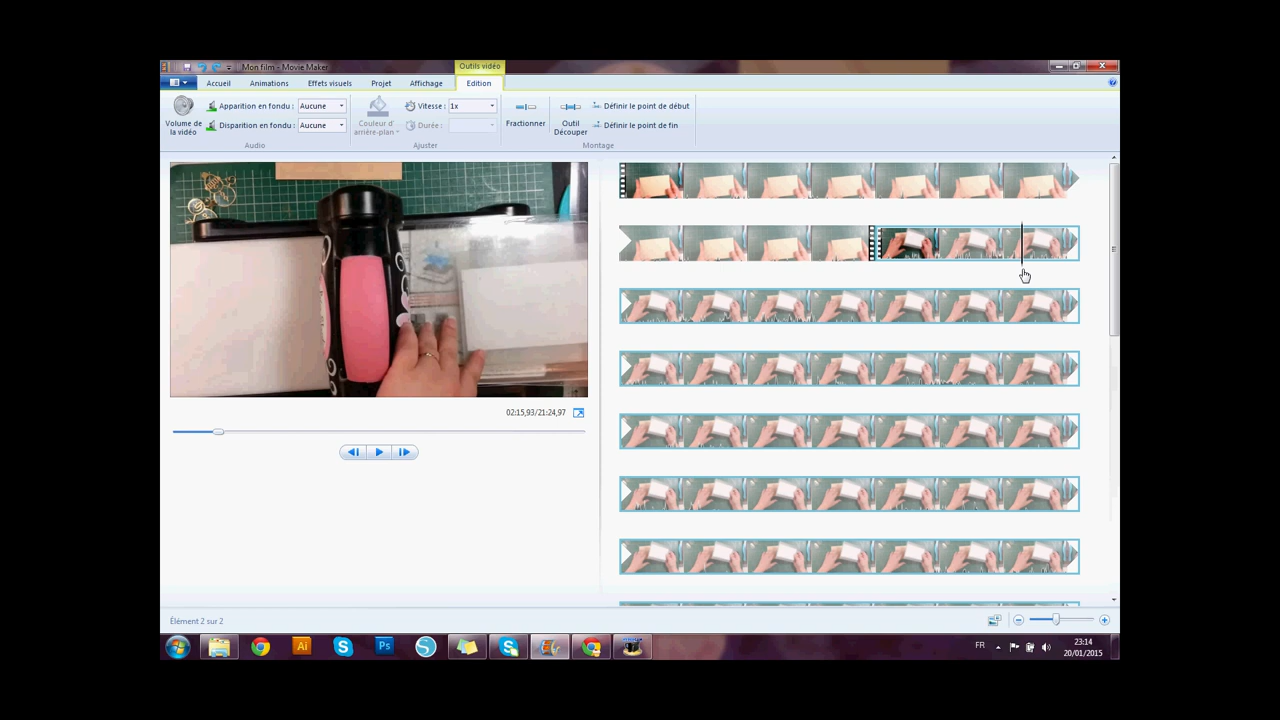 Mon film - Movie Maker
Outils vidéo
Accueil Animations Effets visuels Projet Affichage Edition
Volume de la vidéo
Apparition en fondu : Aucune
Disparition en fondu : Aucune
Audio
Couleur d'arrière-plan
Vitesse : 1x
Durée :
Ajuster
Fractionner
Outil Découper
Définir le point de début
Définir le point de fin
Montage
02:15,93/21:24,97
Élément 2 sur 2
Ai
Ps
FR
23:14
20/01/2015